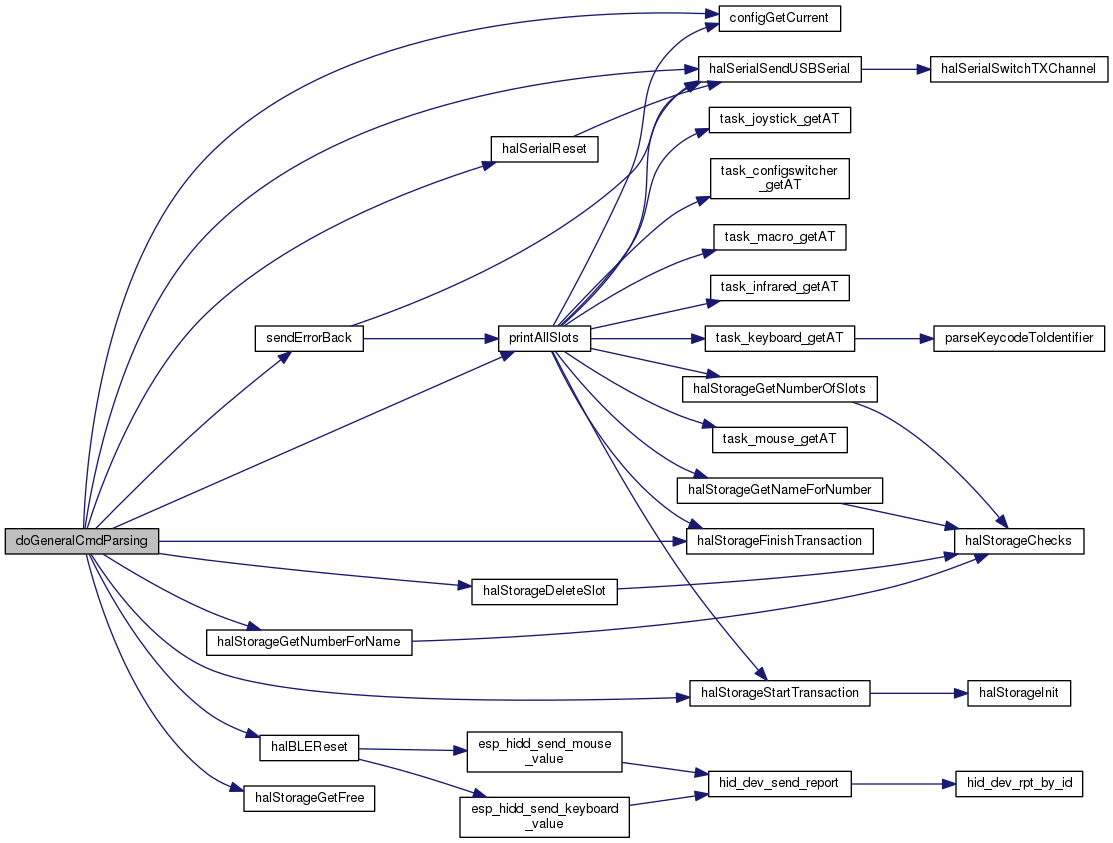 configGetCurrent
halSerialSendUSBSerial
halSerialSwitchTXChannel
task_joystick_getAT
halSerialReset
task_configswitcher
_getAT
task_macro_getAT
task_infrared_getAT
sendErrorBack
printAllSlots
task_keyboard_getAT
parseKeycodeToIdentifier
halStorageGetNumberOfSlots
task_mouse_getAT
halStorageGetNameForNumber
doGeneralCmdParsing
halStorageFinishTransaction
halStorageChecks
halStorageDeleteSlot
halStorageGetNumberForName
halStorageStartTransaction
halStorageInit
halBLEReset
esp_hidd_send_mouse
_value
hid_dev_send_report
hid_dev_rpt_by_id
halStorageGetFree
esp_hidd_send_keyboard
_value